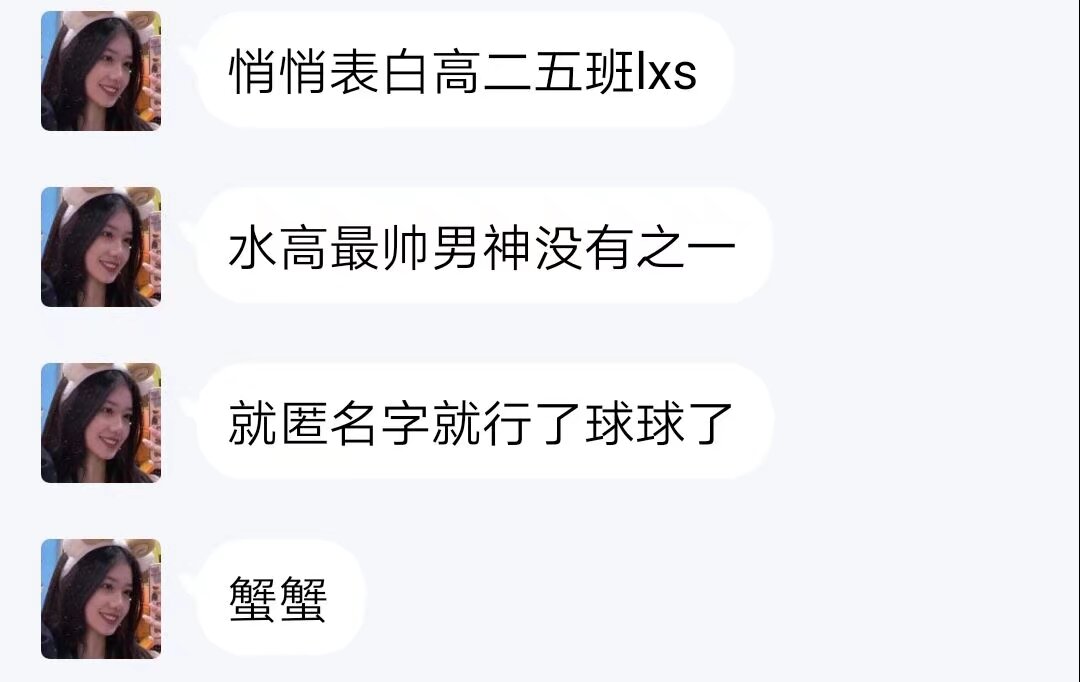 悄悄表白高二五班lxs
水高最帅男神没有之一
就匿名字就行了球球了
蟹蟹